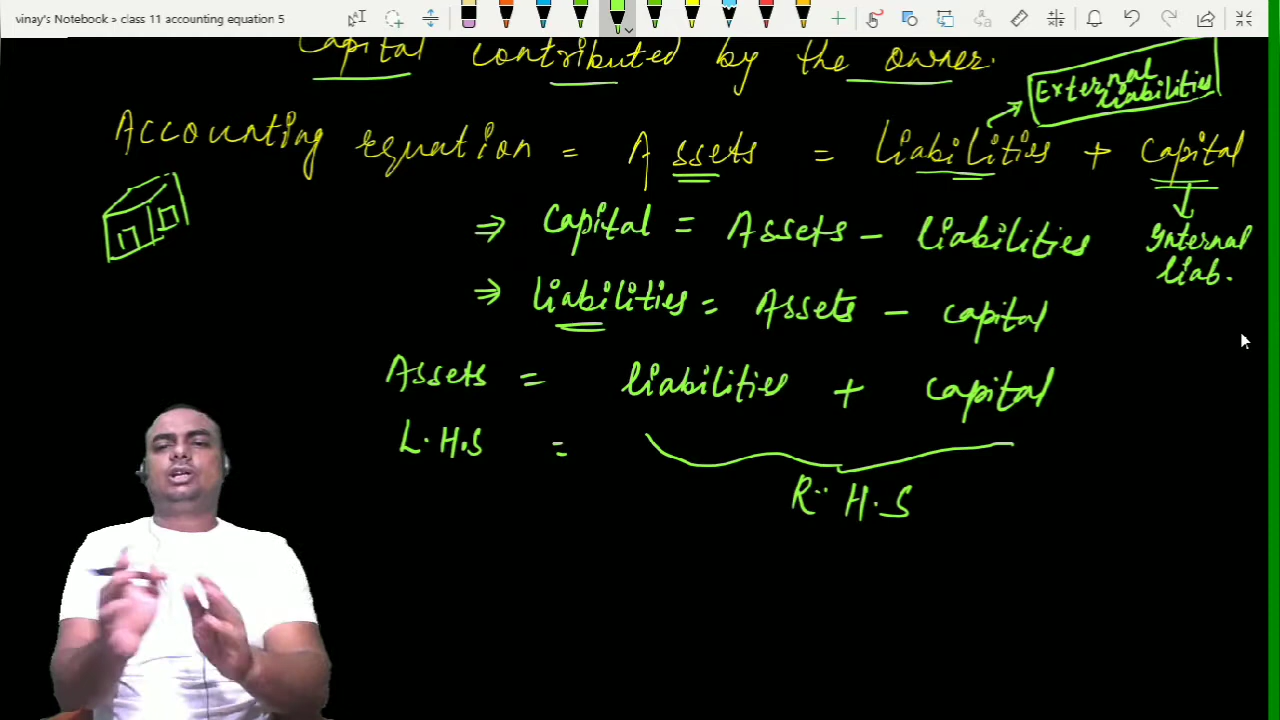 vinay's Notebook > class 11 accounting equation 5
Capital contributed by the owner.
External
liabilities
Accounting equation = Assets = Liabilities + Capital
⇒ Capital = Assets - Liabilities
Internal
liab.
⇒ Liabilities = Assets - capital
Assets = liabilities + capital
L.H.S =
R.H.S